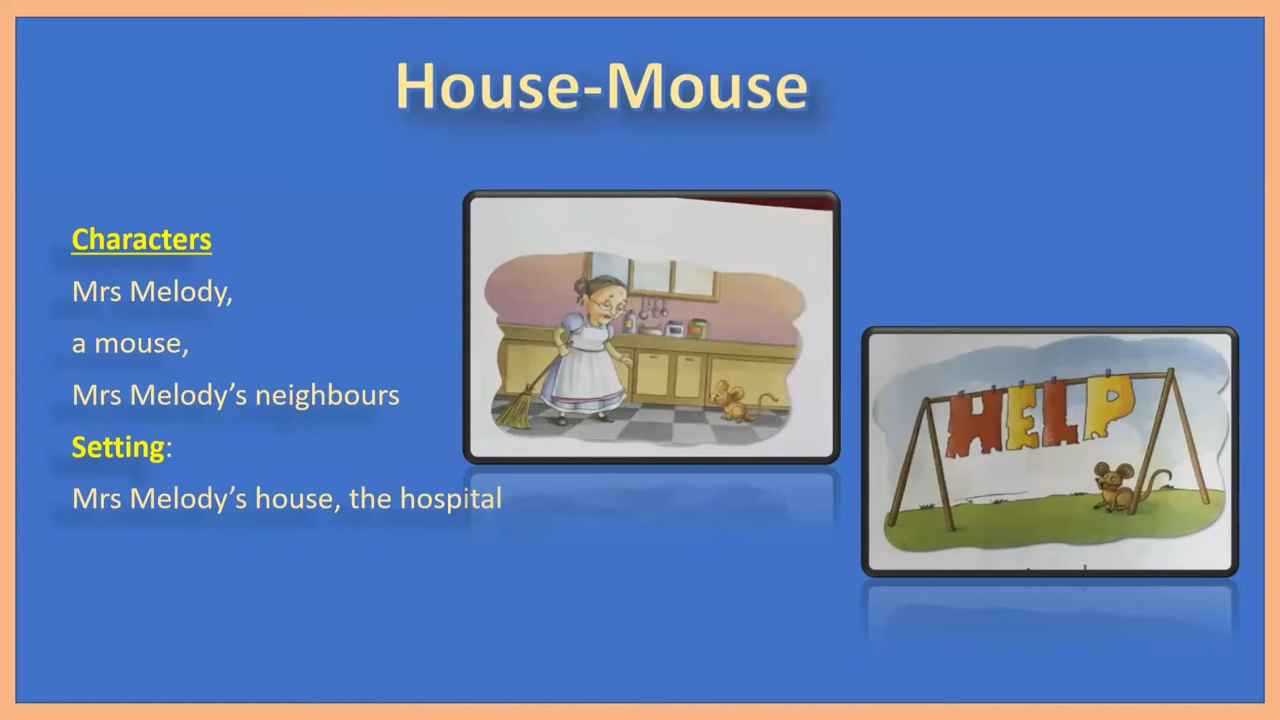 House-Mouse
Characters
Mrs Melody,
a mouse,
Mrs Melody’s neighbours
Setting:
Mrs Melody’s house, the hospital
HELP